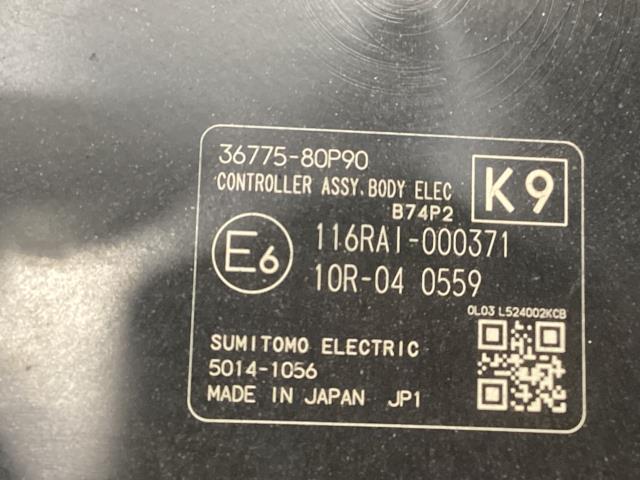 36775-80P90
CONTROLLER ASSY.BODY ELEC
K9
B74P2
E6
116RAI-000371
10R-04 0559
0L03 L524002KCB
SUMITOMO ELECTRIC
5014-1056
MADE IN JAPAN JP1